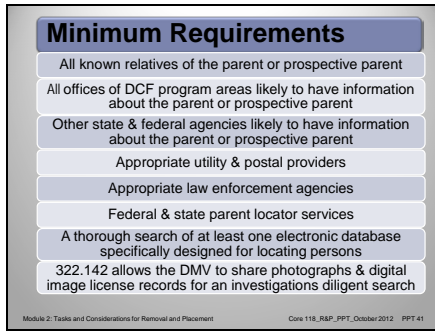 Minimum Requirements
All known relatives of the parent or prospective parent
All offices of DCF program areas likely to have information
about the parent or prospective parent
Other state & federal agencies likely to have information
about the parent or prospective parent
Appropriate utility & postal providers
Appropriate law enforcement agencies
Federal & state parent locator services
A thorough search of at least one electronic database
specifically designed for locating persons
322.142 allows the DMV to share photographs & digital
image license records for an investigations diligent search
Module 2: Tasks and Considerations for Removal and Placement Core 118_R&P_PPT_October 2012 PPT 41